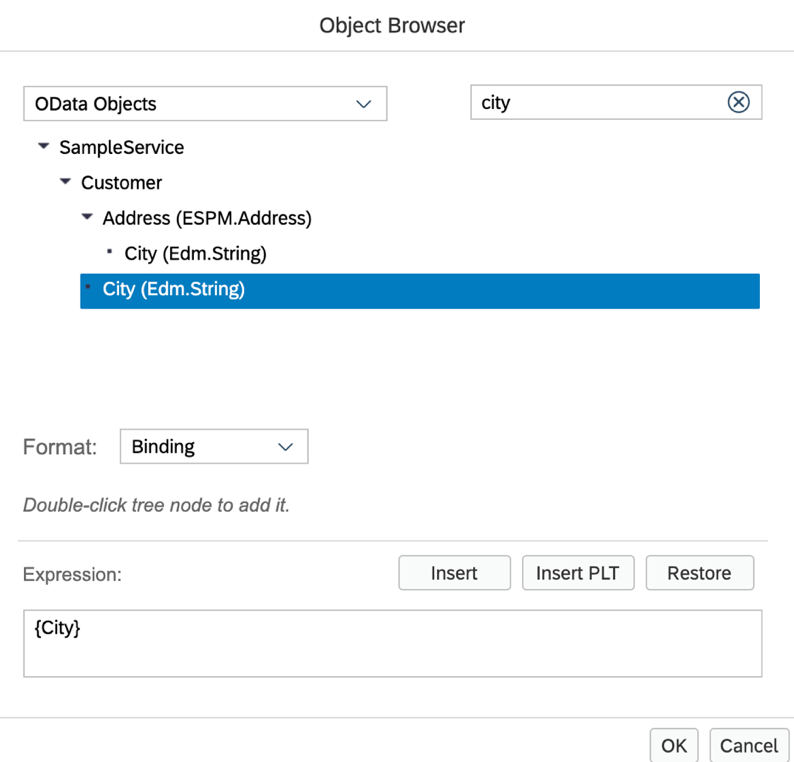 Object Browser
OData Objects
city
SampleService
Customer
Address (ESPM.Address)
City (Edm.String)
City (Edm.String)
Format:
Binding
Double-click tree node to add it.
Expression:
Insert
Insert PLT
Restore
{City}
OK
Cancel